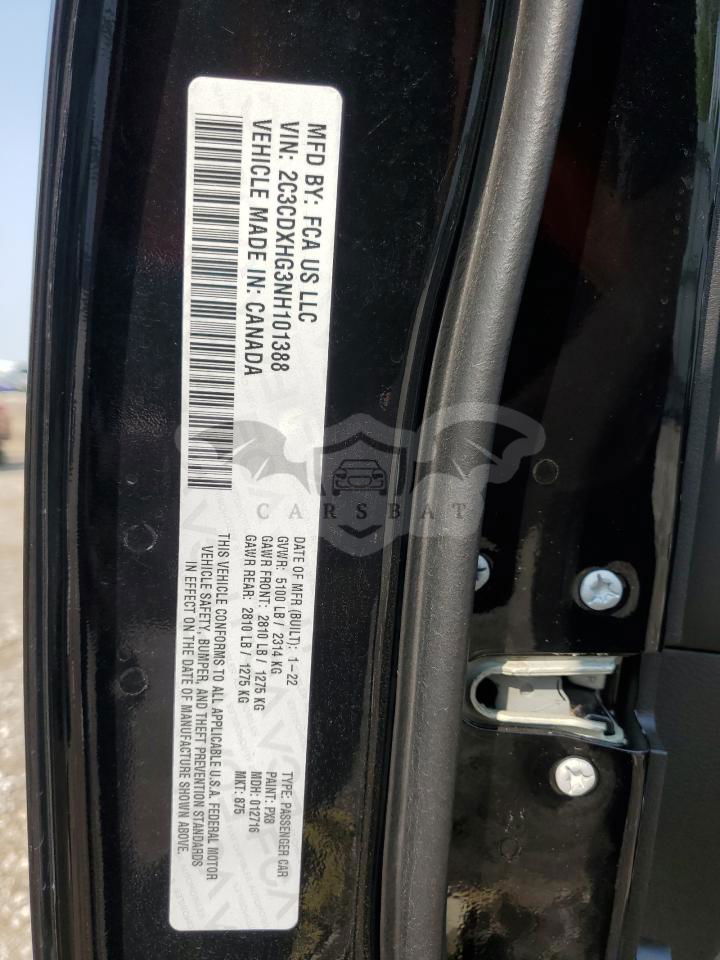 MFD BY: FCA US LLC
VIN: 2C3CDXHG3NH101388
VEHICLE MADE IN: CANADA
DATE OF MFR (BUILT): 1-22
GVWR: 5100 LB / 2314 KG
GAWR FRONT: 2810 LB / 1275 KG
GAWR REAR: 2810 LB / 1275 KG
TYPE: PASSENGER CAR
PAINT: PX8
MDH: 012716
MKT: 875
THIS VEHICLE CONFORMS TO ALL APPLICABLE U.S.A. FEDERAL MOTOR
VEHICLE SAFETY, BUMPER, AND THEFT PREVENTION STANDARDS
IN EFFECT ON THE DATE OF MANUFACTURE SHOWN ABOVE.
CARSBAT